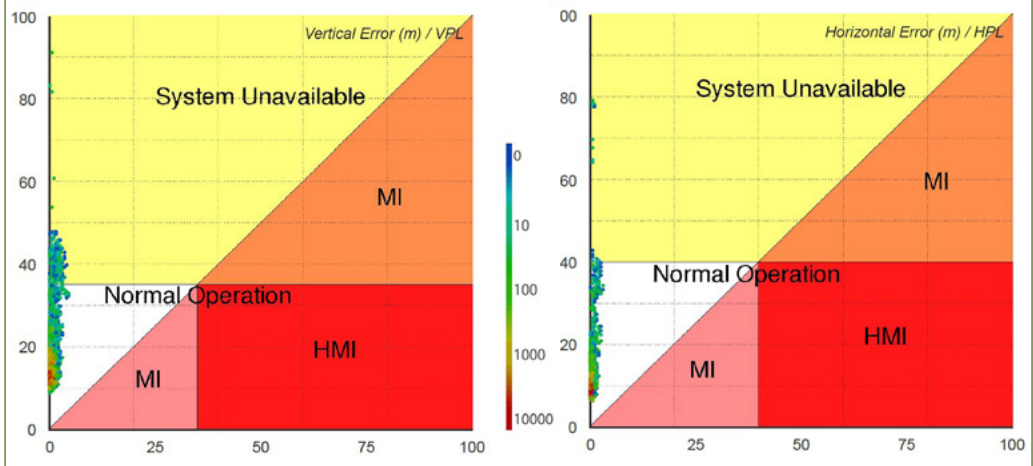 100
Vertical Error (m) / VPL
System Unavailable
80
60
MI
40
Normal Operation
20
HMI
MI
0
0 25 50 75 100
0
10
100
1000
10000
00
Horizontal Error (m) / HPL
System Unavailable
80
60
MI
40
Normal Operation
20
HMI
MI
00
0 25 50 75 100